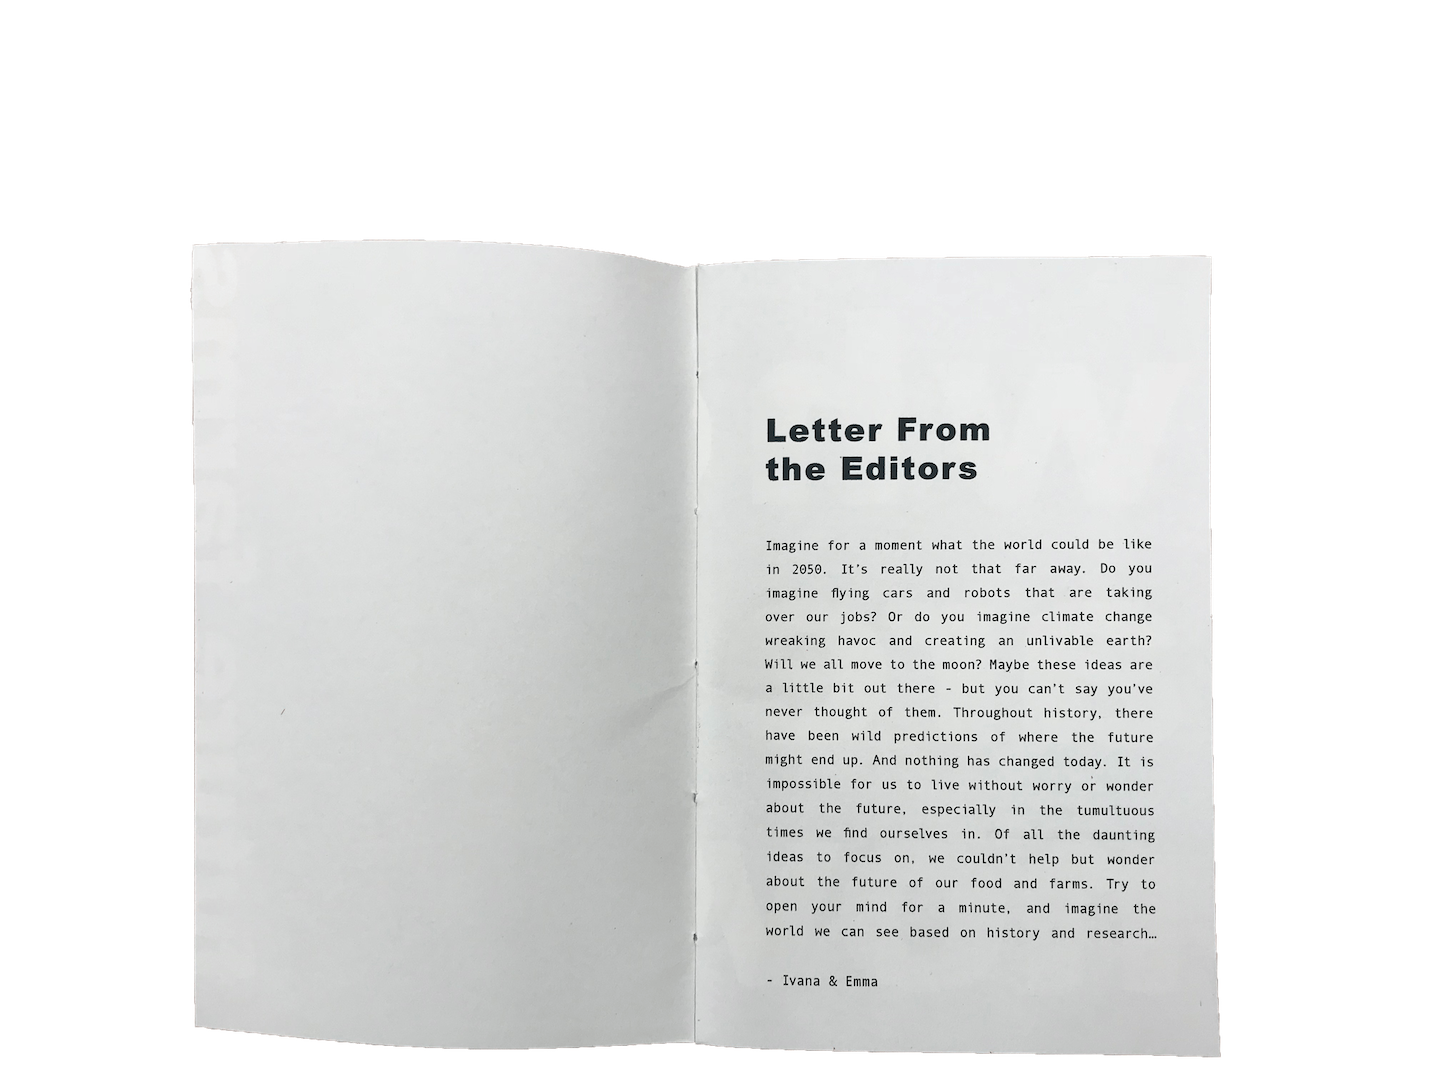 Letter From
the Editors
Imagine for a moment what the world could be like
in 2050. It's really not that far away. Do you
imagine flying cars and robots that are taking
over our jobs? Or do you imagine climate change
wreaking havoc and creating an unlivable earth?
Will we all move to the moon? Maybe these ideas are
a little bit out there - but you can't say you've
never thought of them. Throughout history, there
have been wild predictions of where the future
might end up. And nothing has changed today. It is
impossible for us to live without worry or wonder
about the future, especially in the tumultuous
times we find ourselves in. Of all the daunting
ideas to focus on, we couldn't help but wonder
about the future of our food and farms. Try to
open your mind for a minute, and imagine the
world we can see based on history and research…
- Ivana & Emma